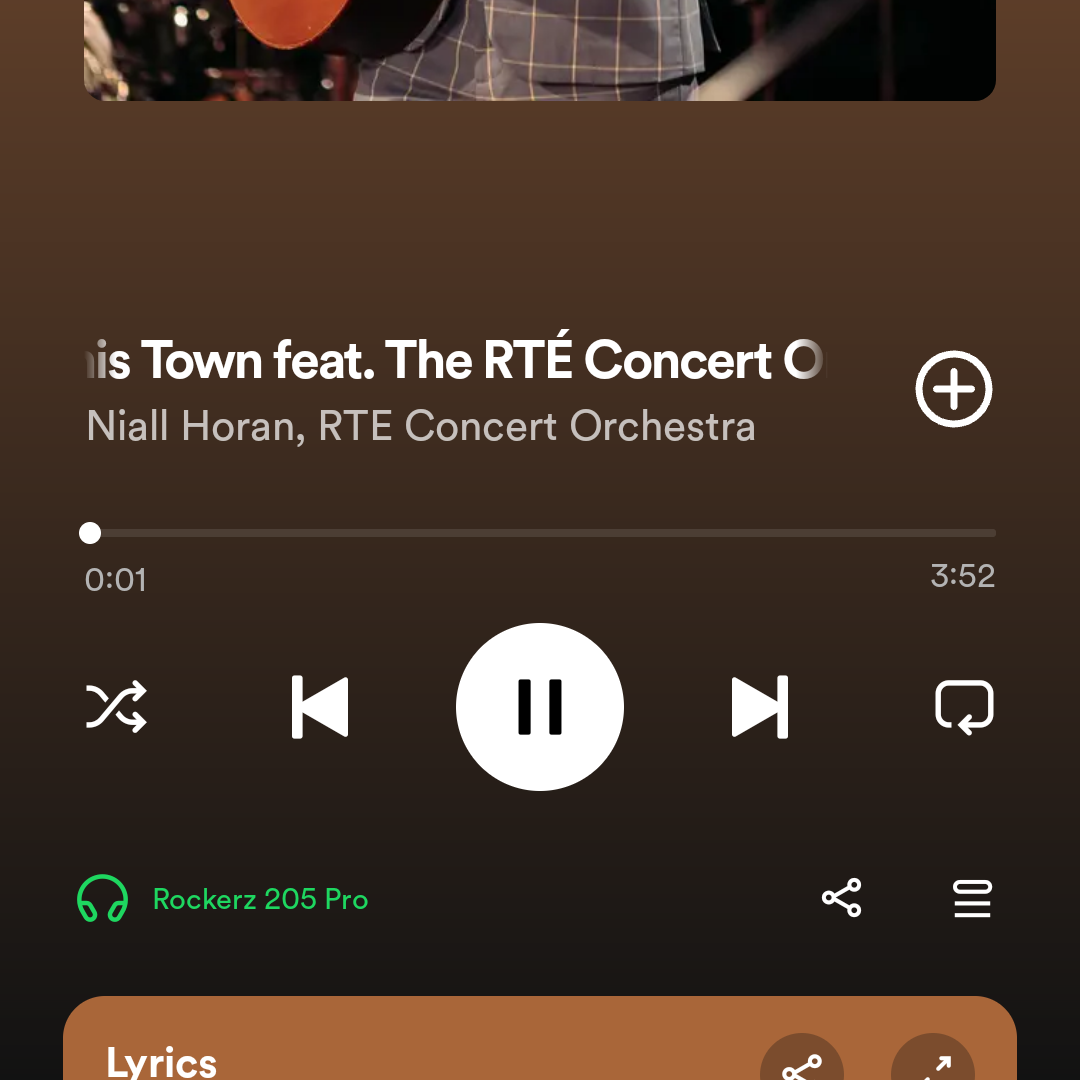 is Town feat. The RTÉ Concert O
Niall Horan, RTE Concert Orchestra
0:01
3:52
Rockerz 205 Pro
Lyrics